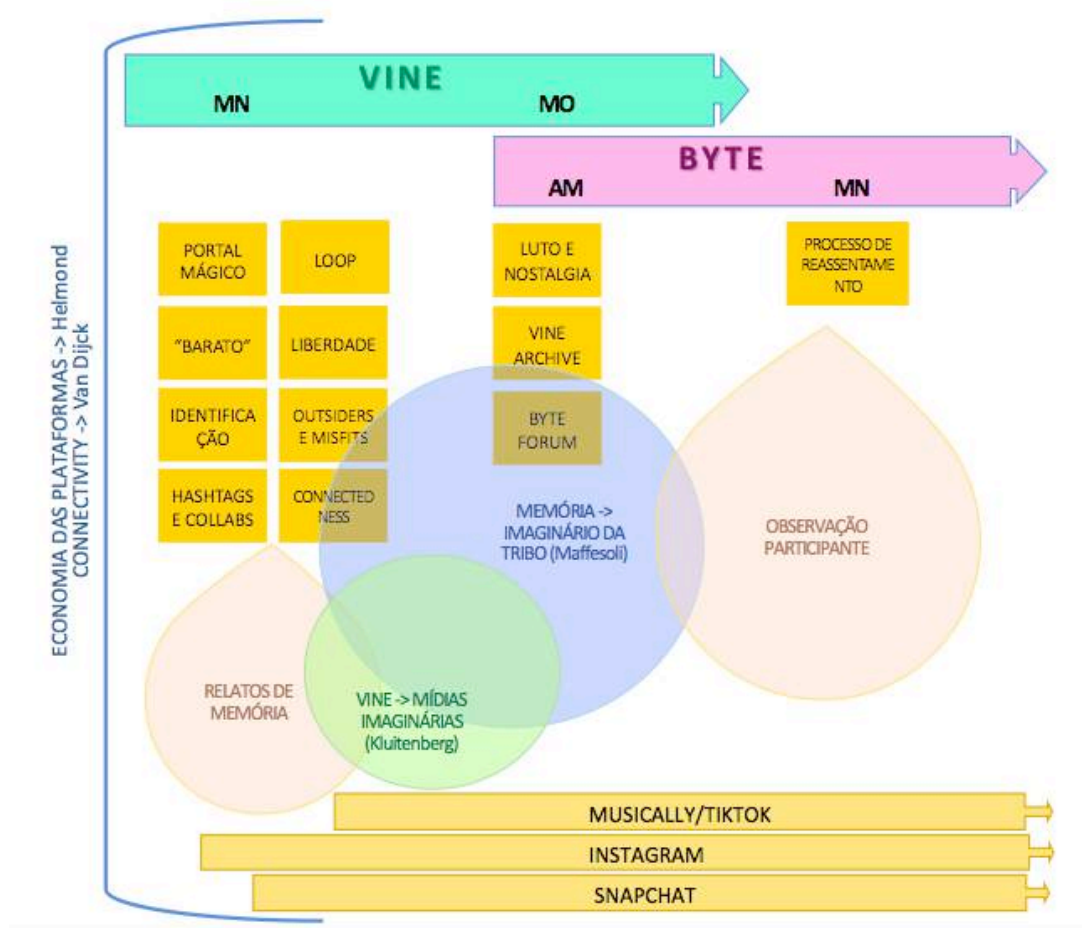 ECONOMIA DAS PLATAFORMAS -> Helmond
CONNECTIVITY -> Van Dijck
VINE
MN
MO
BYTE
AM
MN
PORTAL
MÁGICO
LOOP
"BARATO"
LIBERDADE
IDENTIFICA
ÇÃO
OUTSIDERS
E MISFITS
HASHTAGS
E COLLABS
CONNECTED
NESS
LUTO E
NOSTALGIA
VINE
ARCHIVE
BYTE
FORUM
PROCESSO DE
REASSENTAME
NTO
MEMÓRIA ->
IMAGINÁRIO DA
TRIBO (Maffesoli)
OBSERVAÇÃO
PARTICIPANTE
RELATOS DE
MEMÓRIA
VINE -> MÍDIAS
IMAGINÁRIAS
(Kluitenberg)
MUSICALLY/TIKTOK
INSTAGRAM
SNAPCHAT